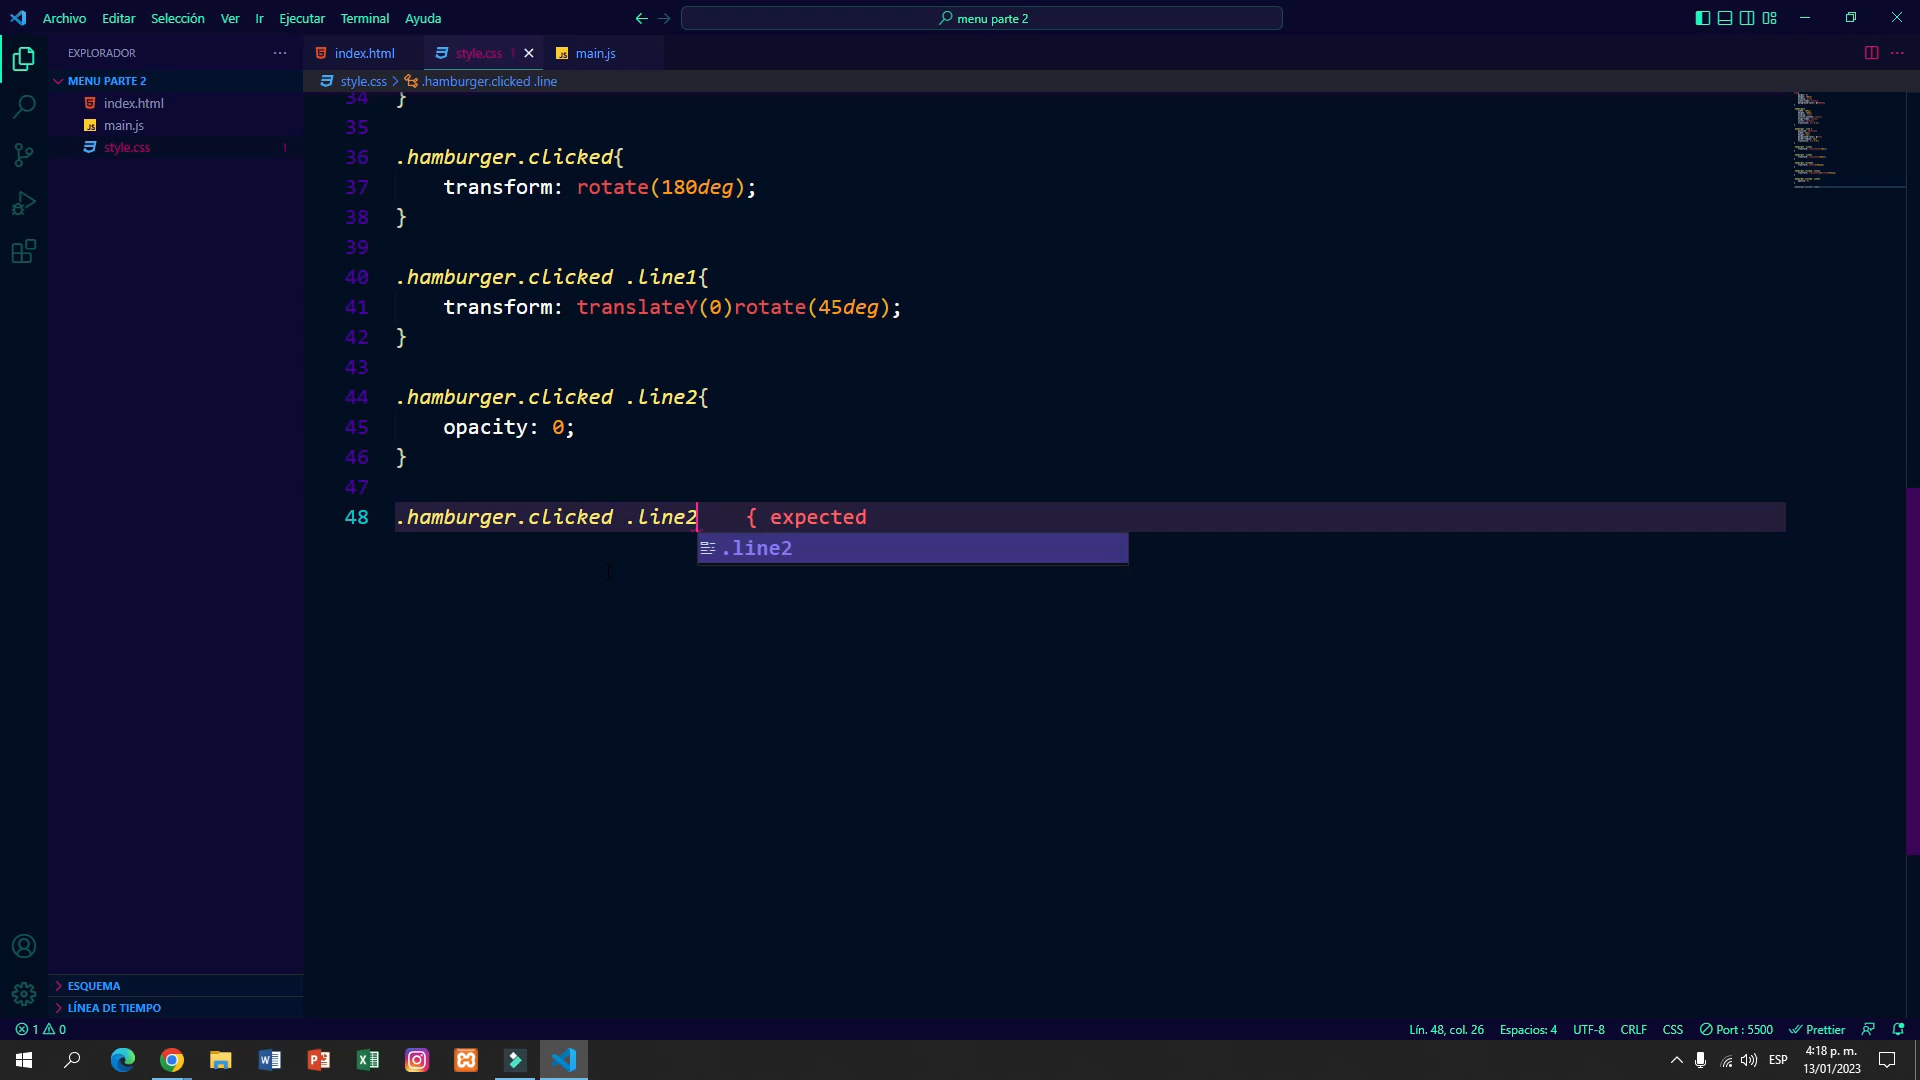 Archivo Editar Selección Ver Ir Ejecutar Terminal Ayuda
menu parte 2
EXPLORADOR
index.html
style.css 1
main.js
MENU PARTE 2
style.css > .hamburger.clicked .line
index.html
main.js
style.css 1
34 }
35
36 .hamburger.clicked{
37 transform: rotate(180deg);
38 }
39
40 .hamburger.clicked .line1{
41 transform: translateY(0)rotate(45deg);
42 }
43
44 .hamburger.clicked .line2{
45 opacity: 0;
46 }
47
48 .hamburger.clicked .line2 { expected
.line2
ESQUEMA
LÍNEA DE TIEMPO
1 0
Lín. 48, col. 26 Espacios: 4 UTF-8 CRLF CSS Port : 5500 Prettier
ESP
4:18 p. m.
13/01/2023